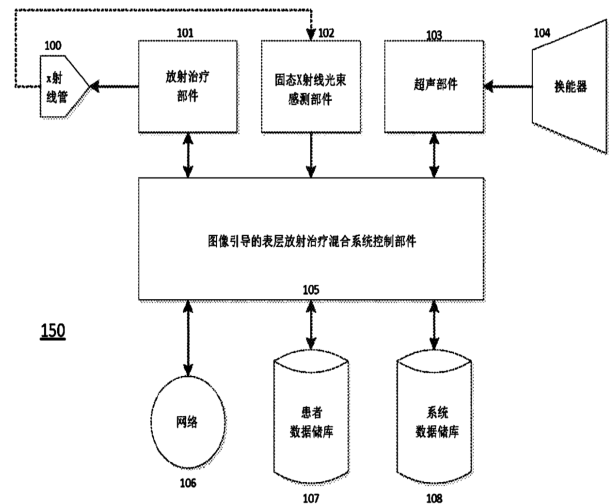 100
101
102
103
104
x射
线管
放射治疗
部件
固态X射线光束
感测部件
超声部件
换能器
图像引导的表层放射治疗混合系统控制部件
105
150
网络
患者
数据储库
系统
数据储库
106
107
108